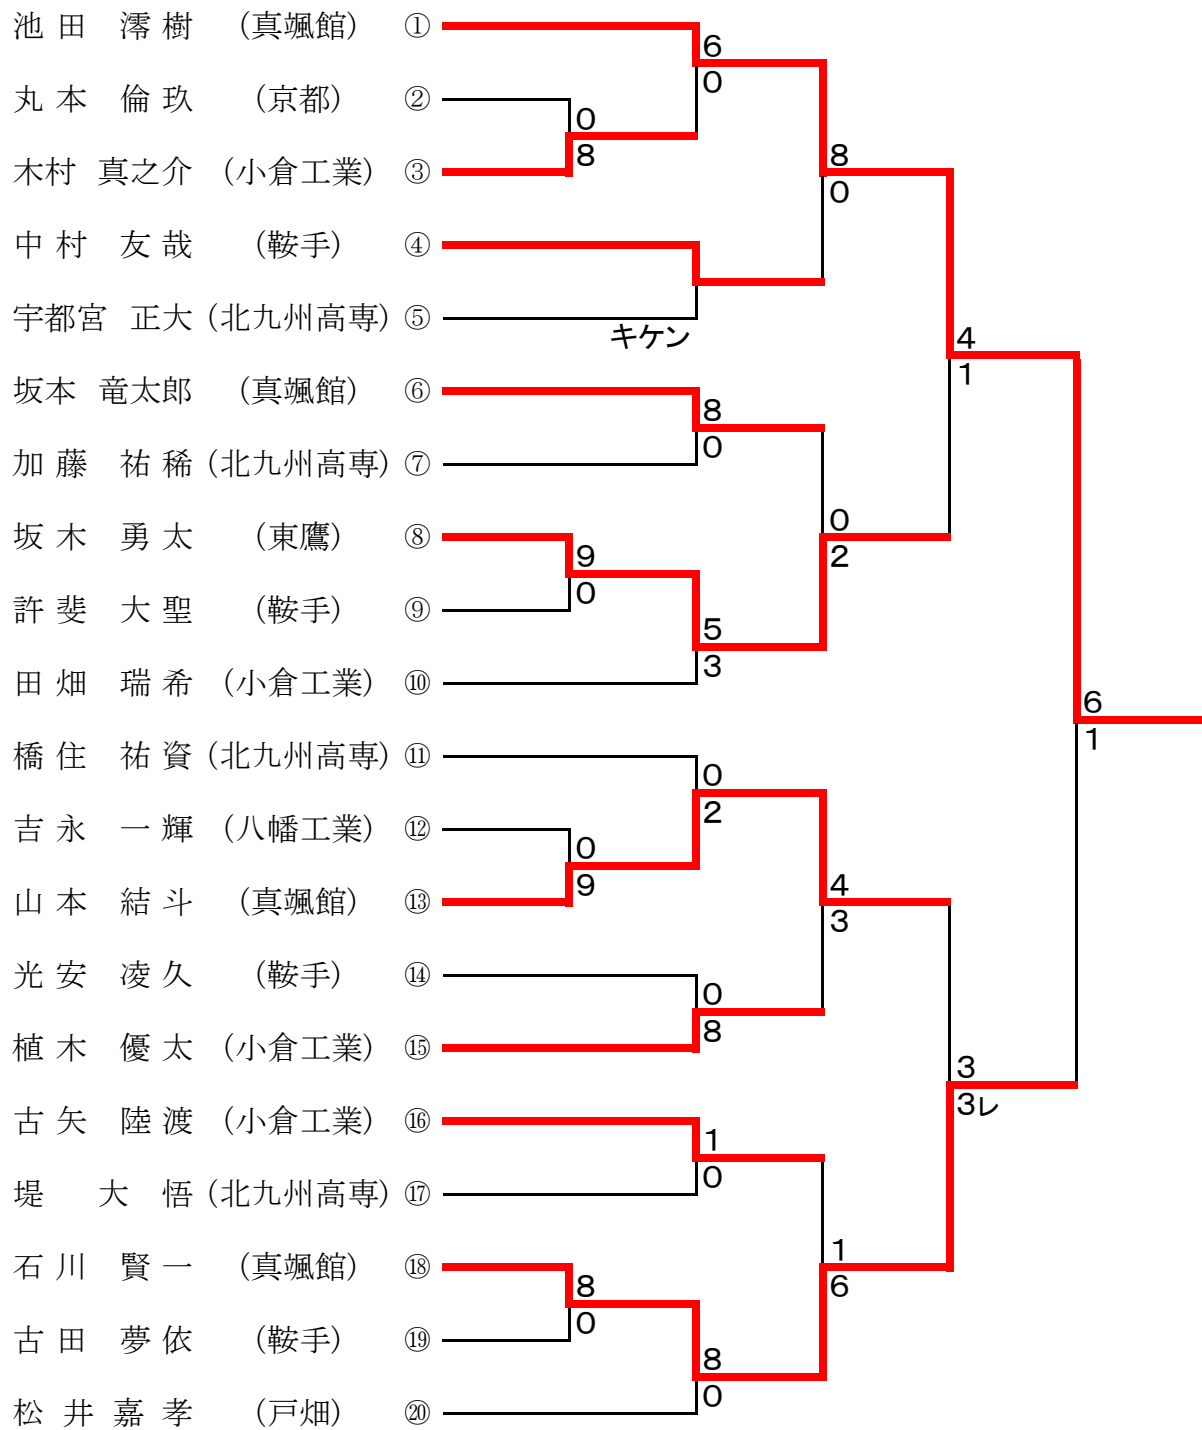 池田 澪樹 （真颯館） ①
6
0
丸本 倫玖 （京都） ②
0
8
木村 真之介 （小倉工業） ③
8
0
中村 友哉 （鞍手） ④
宇都宮 正大 （北九州高専） ⑤
キケン
4
1
坂本 竜太郎 （真颯館） ⑥
8
0
加藤 祐稀 （北九州高専） ⑦
0
2
坂木 勇太 （東鷹） ⑧
9
0
許斐 大聖 （鞍手） ⑨
5
3
田畑 瑞希 （小倉工業） ⑩
6
1
橋住 祐資 （北九州高専） ⑪
0
2
吉永 一輝 （八幡工業） ⑫
0
9
山本 結斗 （真颯館） ⑬
4
3
光安 凌久 （鞍手） ⑭
0
8
植木 優太 （小倉工業） ⑮
3
3レ
古矢 陸渡 （小倉工業） ⑯
1
0
堤 大悟 （北九州高専） ⑰
1
6
石川 賢一 （真颯館） ⑱
8
0
古田 夢依 （鞍手） ⑲
8
0
松井 嘉孝 （戸畑） ⑳